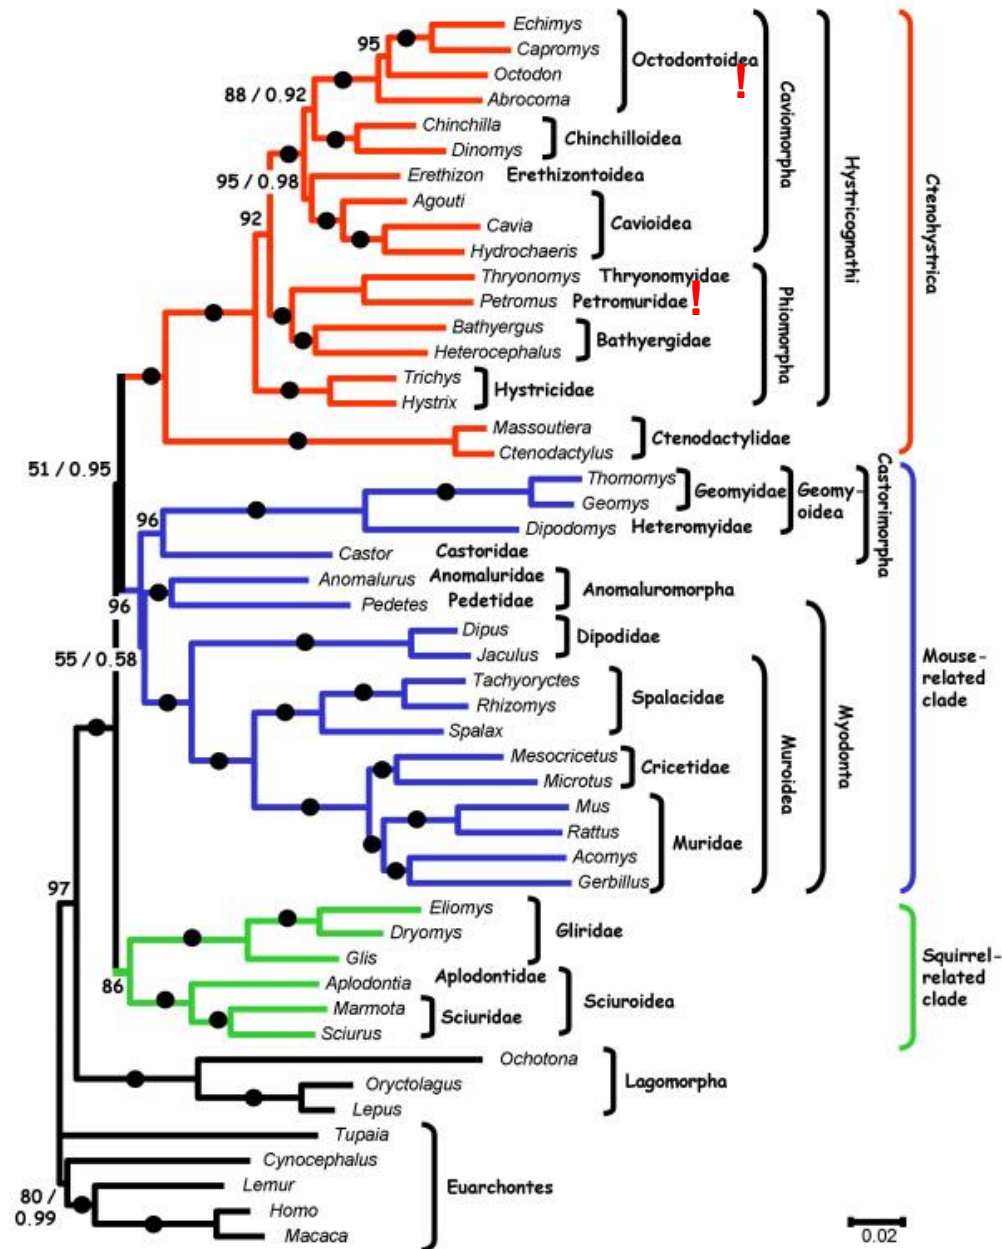 Echimys
95
Capromys
Octodontoidea
!
Octodon
88 / 0.92
Abrocoma
Chinchilla
Chinchilloidea
Dinomys
Caviomorpha
95 / 0.98
Erethizon Erethizontoidea
Agouti
92
Cavia
Cavioidea
Hydrochaeris
Hystricognathi
Ctenohystrica
Thryonomys Thryonomyidae
Petromus Petromuridae
!
Bathyergus
Bathyergidae
Heterocephalus
Phiomorpha
Trichys
Hystricidae
Hystrix
Massoutiera
Ctenodactylidae
Ctenodactylus
51 / 0.95
Thomomys
Geomyidae
Geomy-
oidea
Castorimorpha
Geomys
96
Dipodomys Heteromyidae
Castor Castoridae
Anomalurus Anomaluridae
Anomaluromorpha
96
Pedetes Pedetidae
Dipus
Dipodidae
55 / 0.58
Jaculus
Mouse-
related
clade
Tachyoryctes
Spalacidae
Rhizomys
Spalax
Myodonta
Muroidea
Mesocricetus
Cricetidae
Microtus
Mus
Rattus
Muridae
Acomys
Gerbillus
97
Eliomys
Gliridae
Dryomys
Glis
Squirrel-
related
clade
86
Aplodontia Aplodontidae
Sciuroidea
Marmota
Sciuridae
Sciurus
Ochotona
Lagomorpha
Oryctolagus
Lepus
Tupaia
Cynocephalus
Euarchontes
80 /
0.99
Lemur
Homo
Macaca
0.02